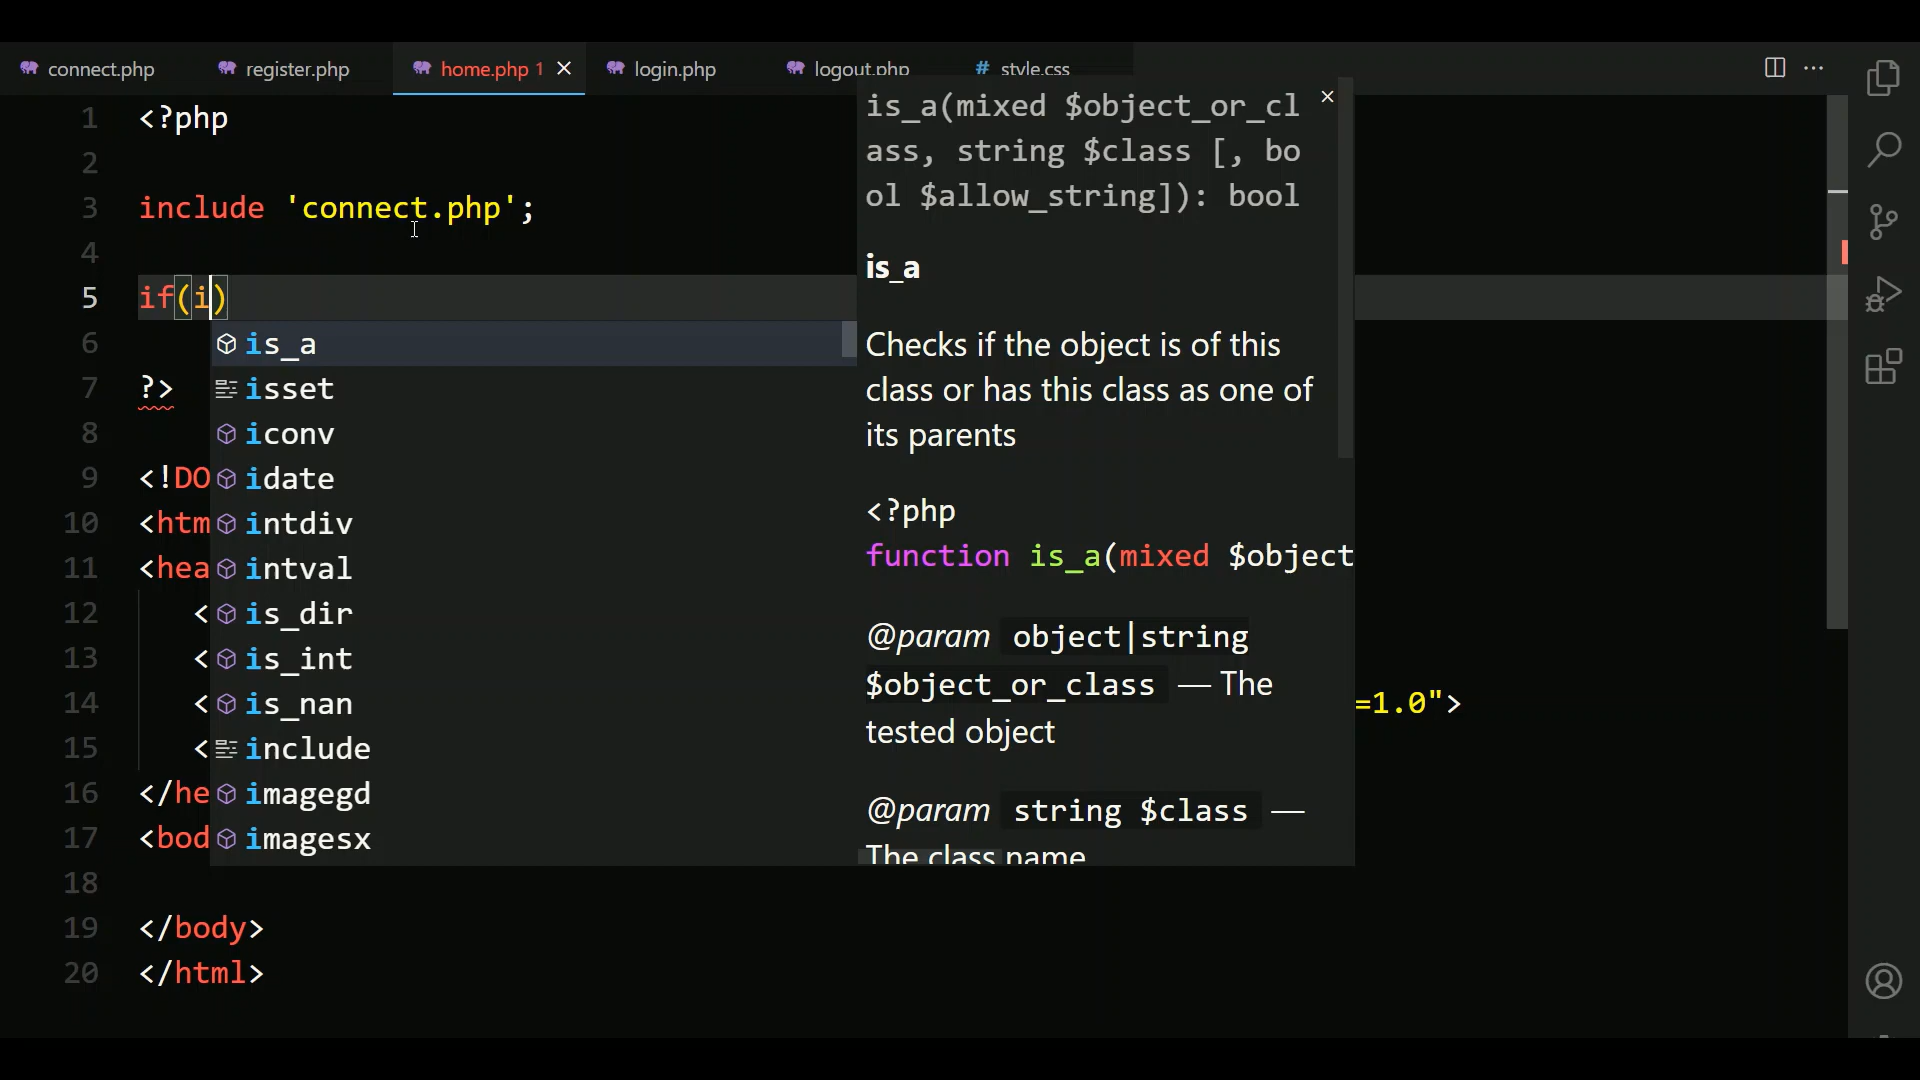 connect.php register.php home.php 1 login.php logout.php # style.css
1 <?php
2
3 include 'connect.php';
4
5 if(i)
6
7 ?>
8
9 <!DO
10 <htm
11 <hea
12 <
13 <
14 < =1.0">
15 <
16 </he
17 <bod
18
19 </body>
20 </html>
is_a
isset
iconv
idate
intdiv
intval
is_dir
is_int
is_nan
include
imagegd
imagesx
is_a(mixed $object_or_cl
ass, string $class [, bo
ol $allow_string]): bool
is_a
Checks if the object is of this
class or has this class as one of
its parents
<?php
function is_a(mixed $object
@param object|string
$object_or_class — The
tested object
@param string $class —
The class name